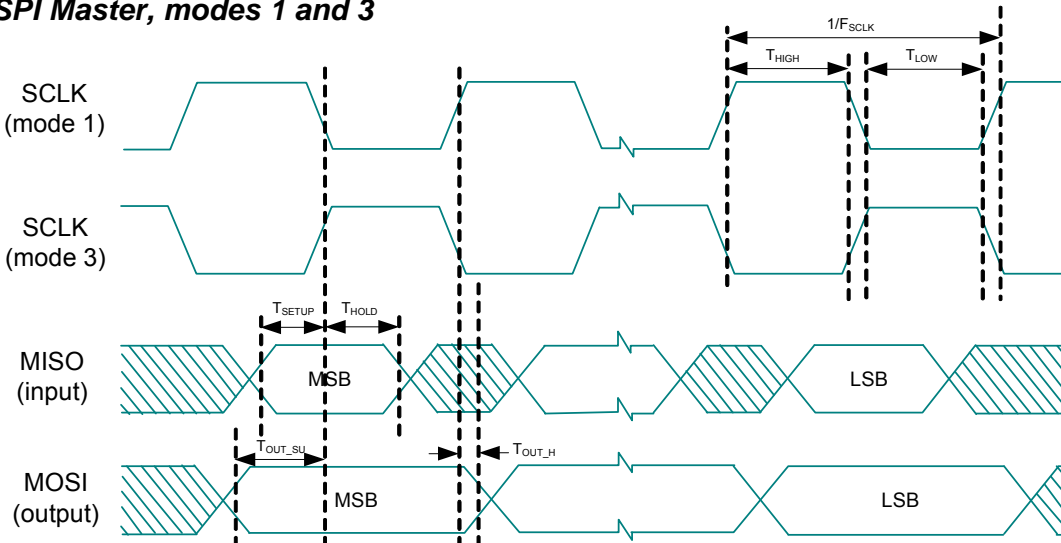 SPI Master, modes 1 and 3
1/FSCLK
THIGH
TLOW
SCLK
(mode 1)
SCLK
(mode 3)
TSETUP
THOLD
MISO
(input)
MSB
LSB
TOUT_SU
TOUT_H
MOSI
(output)
MSB
LSB